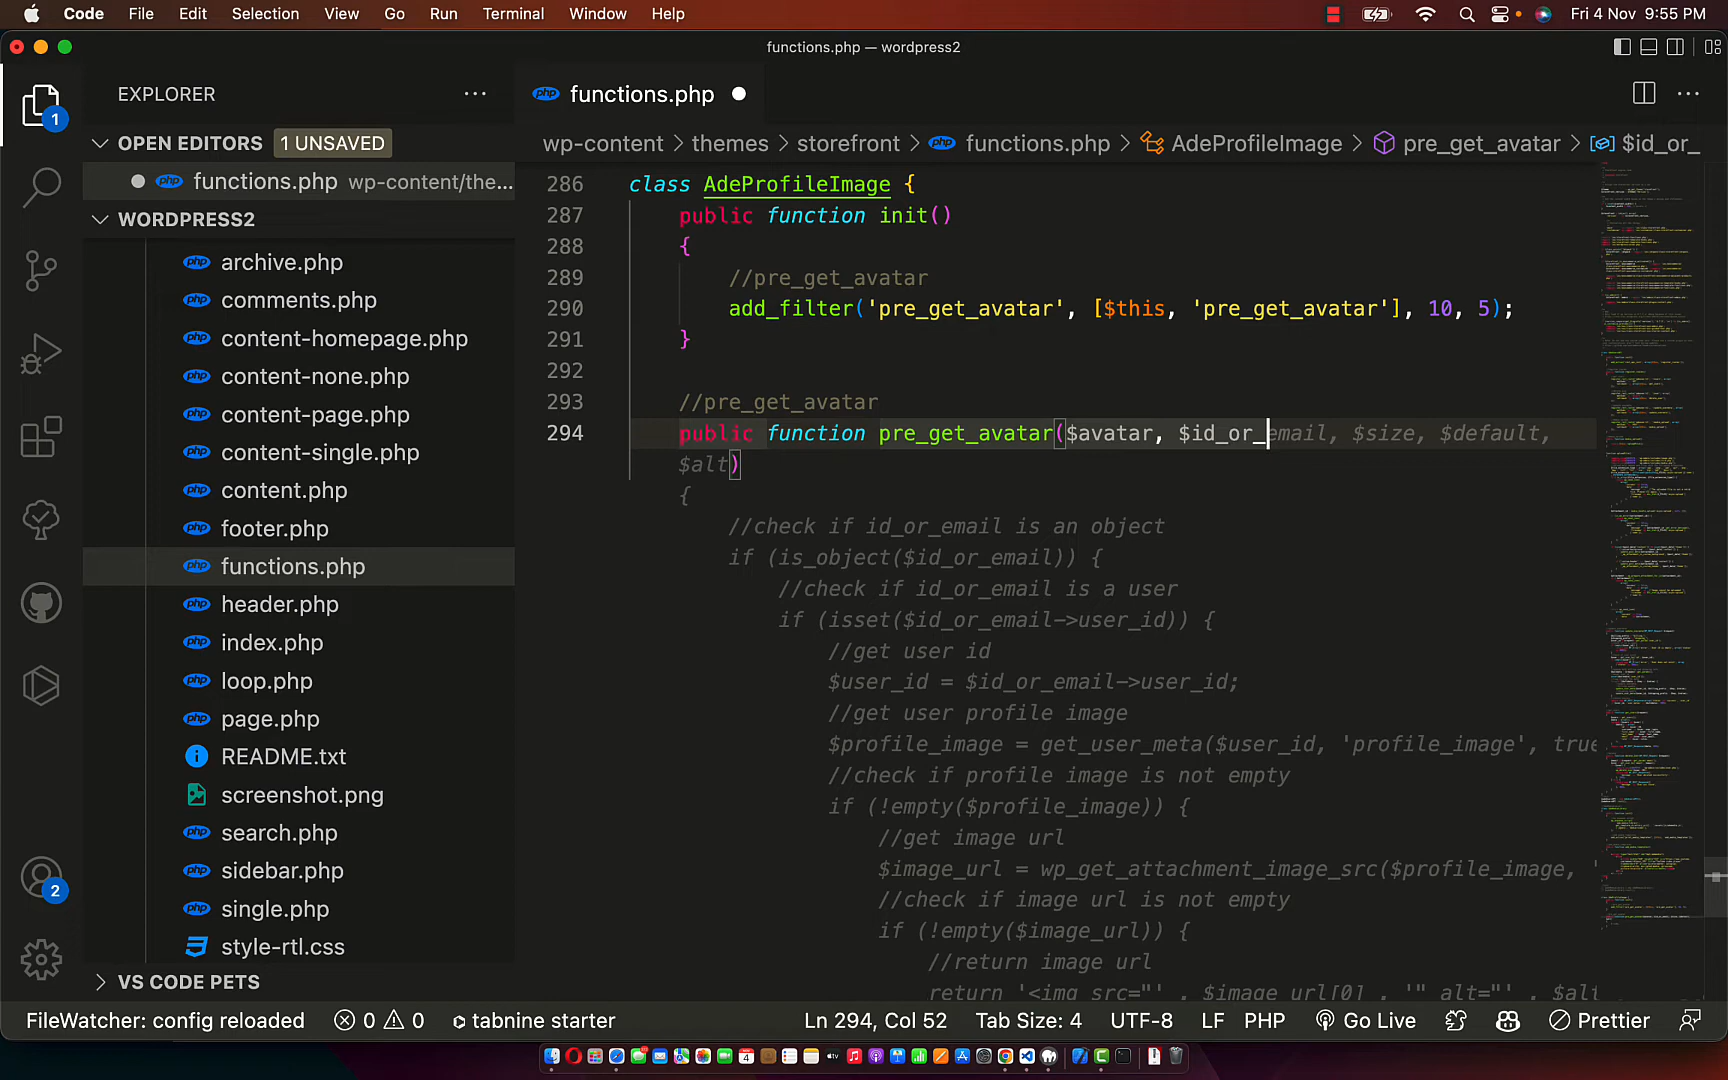 Code File Edit Selection View Go Run Terminal Window Help Fri 4 Nov 9:55 PM
functions.php — wordpress2
EXPLORER ...
functions.php
1
OPEN EDITORS 1 UNSAVED
wp-content > themes > storefront > functions.php > AdeProfileImage > pre_get_avatar > $id_or_
functions.php wp-content/the...
WORDPRESS2
archive.php
comments.php
content-homepage.php
content-none.php
content-page.php
content-single.php
content.php
footer.php
functions.php
header.php
index.php
loop.php
page.php
README.txt
screenshot.png
search.php
sidebar.php
single.php
style-rtl.css
VS CODE PETS
2
286 class AdeProfileImage {
287 public function init()
288 {
289 //pre_get_avatar
290 add_filter('pre_get_avatar', [$this, 'pre_get_avatar'], 10, 5);
291 }
292
293 //pre_get_avatar
294 public function pre_get_avatar($avatar, $id_or_email, $size, $default,
$alt)
{
//check if id_or_email is an object
if (is_object($id_or_email)) {
//check if id_or_email is a user
if (isset($id_or_email->user_id)) {
//get user id
$user_id = $id_or_email->user_id;
//get user profile image
$profile_image = get_user_meta($user_id, 'profile_image', true
//check if profile image is not empty
if (!empty($profile_image)) {
//get image url
$image_url = wp_get_attachment_image_src($profile_image, '
//check if image url is not empty
if (!empty($image_url)) {
//return image url
return '<img src="' . $image_url[0] . '" alt="' . $alt
FileWatcher: config reloaded 0 0 tabnine starter Ln 294, Col 52 Tab Size: 4 UTF-8 LF PHP Go Live Prettier